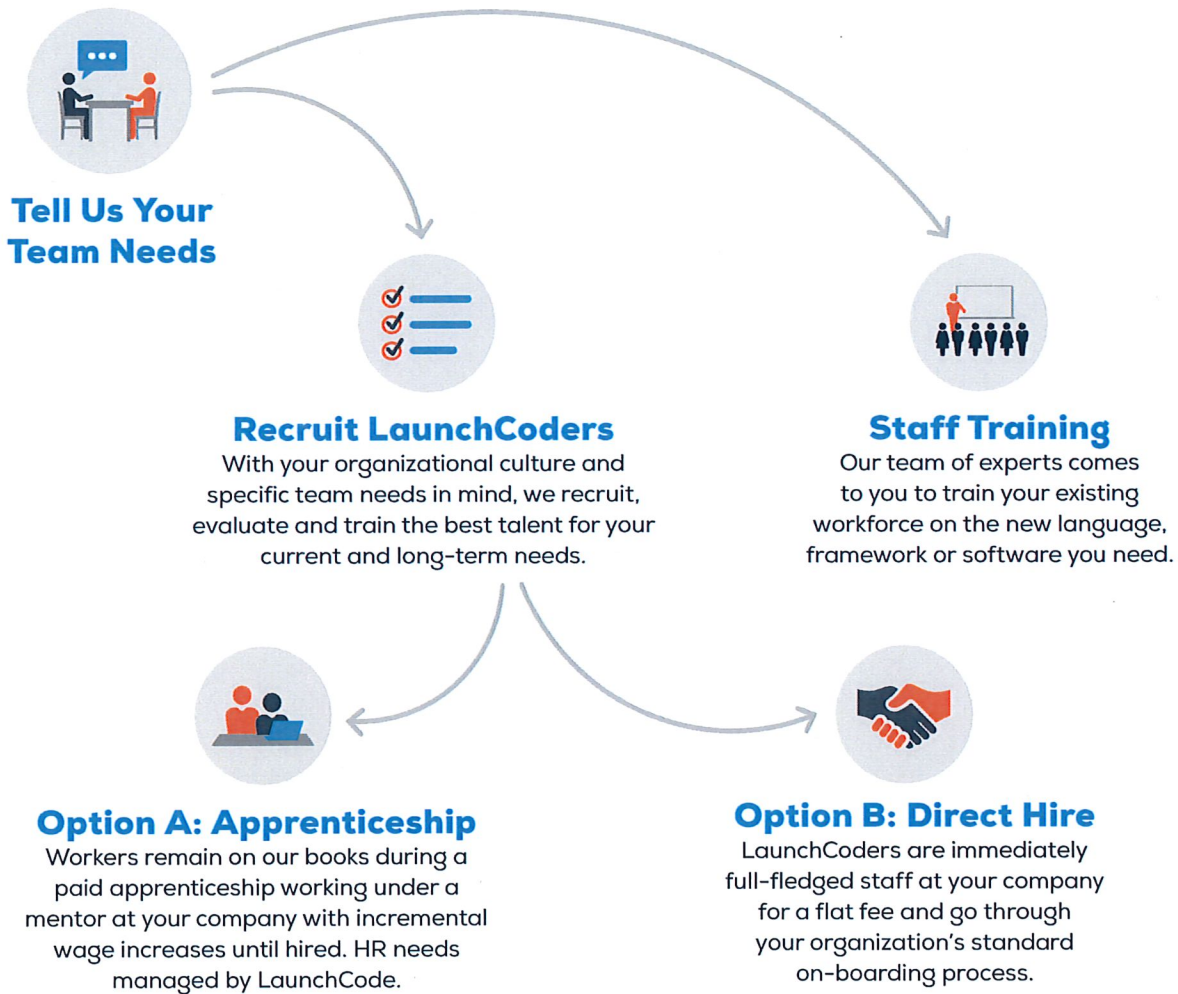 Tell Us Your
Team Needs
Recruit LaunchCoders
With your organizational culture and
specific team needs in mind, we recruit,
evaluate and train the best talent for your
current and long-term needs.
Staff Training
Our team of experts comes
to you to train your existing
workforce on the new language,
framework or software you need.
Option A: Apprenticeship
Workers remain on our books during a
paid apprenticeship working under a
mentor at your company with incremental
wage increases until hired. HR needs
managed by LaunchCode.
Option B: Direct Hire
LaunchCoders are immediately
full-fledged staff at your company
for a flat fee and go through
your organization's standard
on-boarding process.